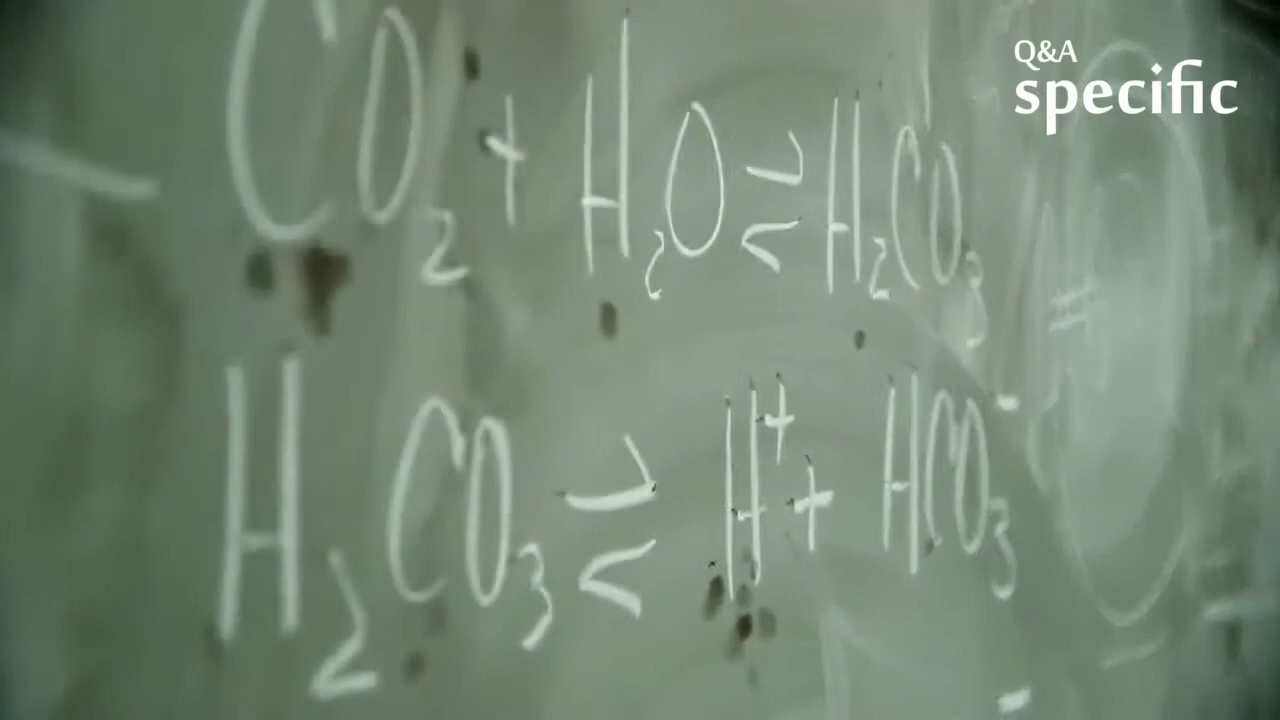 Q&A
specific
CO₂ + H₂O ⇌ H₂CO₃
H₂CO₃ ⇌ H⁺ + HCO₃⁻